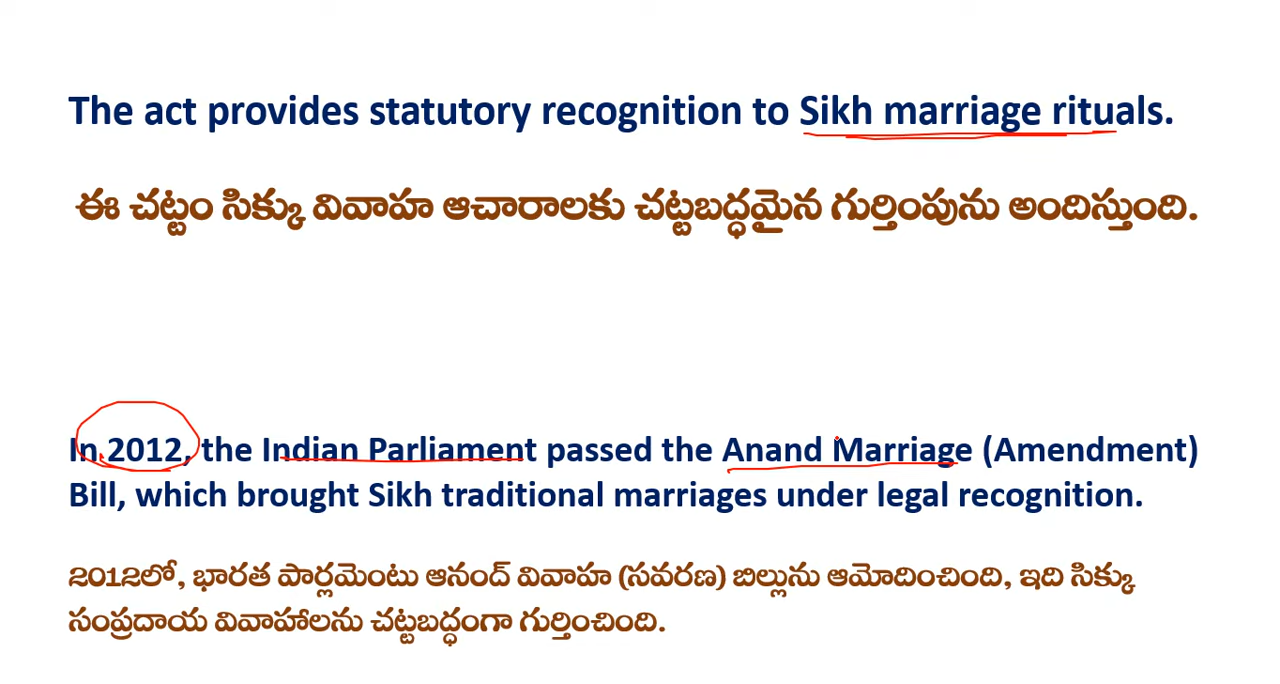 The act provides statutory recognition to Sikh marriage rituals.
ఈ చట్టం సిక్కు వివాహ ఆచారాలకు చట్టబద్ధమైన గుర్తింపును అందిస్తుంది.
In 2012, the Indian Parliament passed the Anand Marriage (Amendment)
Bill, which brought Sikh traditional marriages under legal recognition.
2012లో, భారత పార్లమెంటు ఆనంద్ వివాహ (సవరణ) బిల్లును ఆమోదించింది, ఇది సిక్కు
సంప్రదాయ వివాహాలను చట్టబద్ధంగా గుర్తించింది.